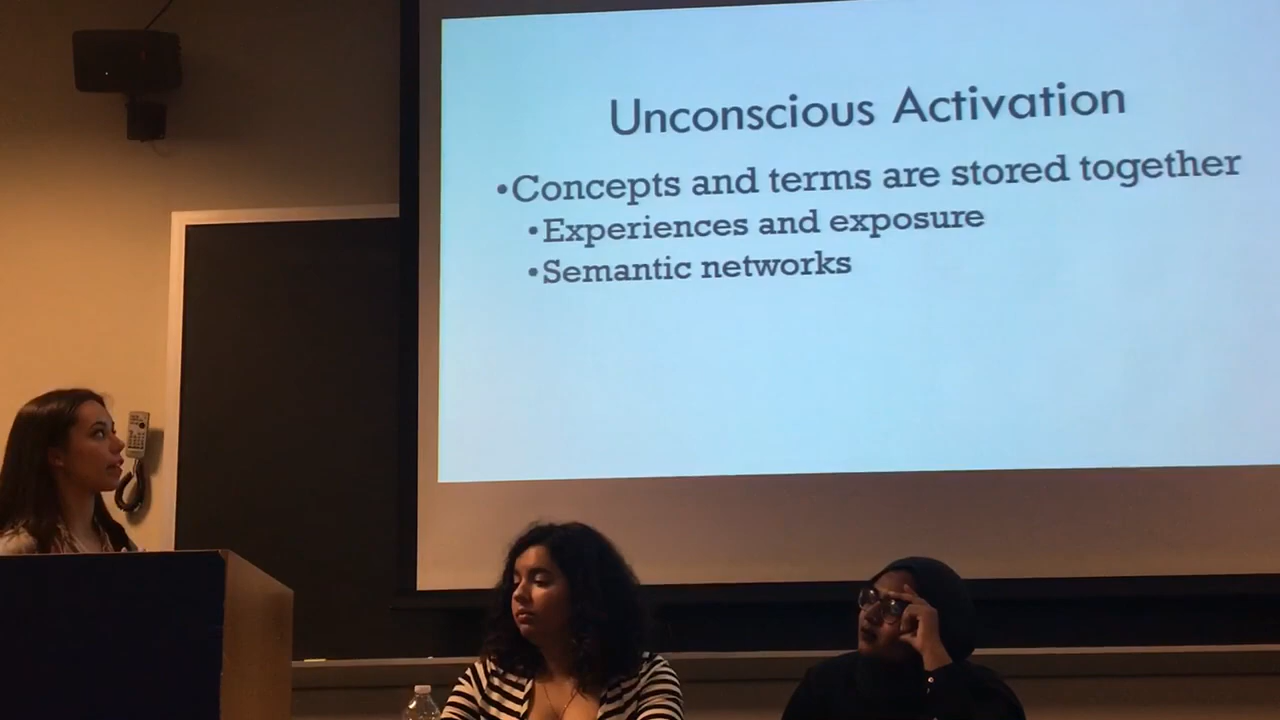 Unconscious Activation
•Concepts and terms are stored together
•Experiences and exposure
•Semantic networks